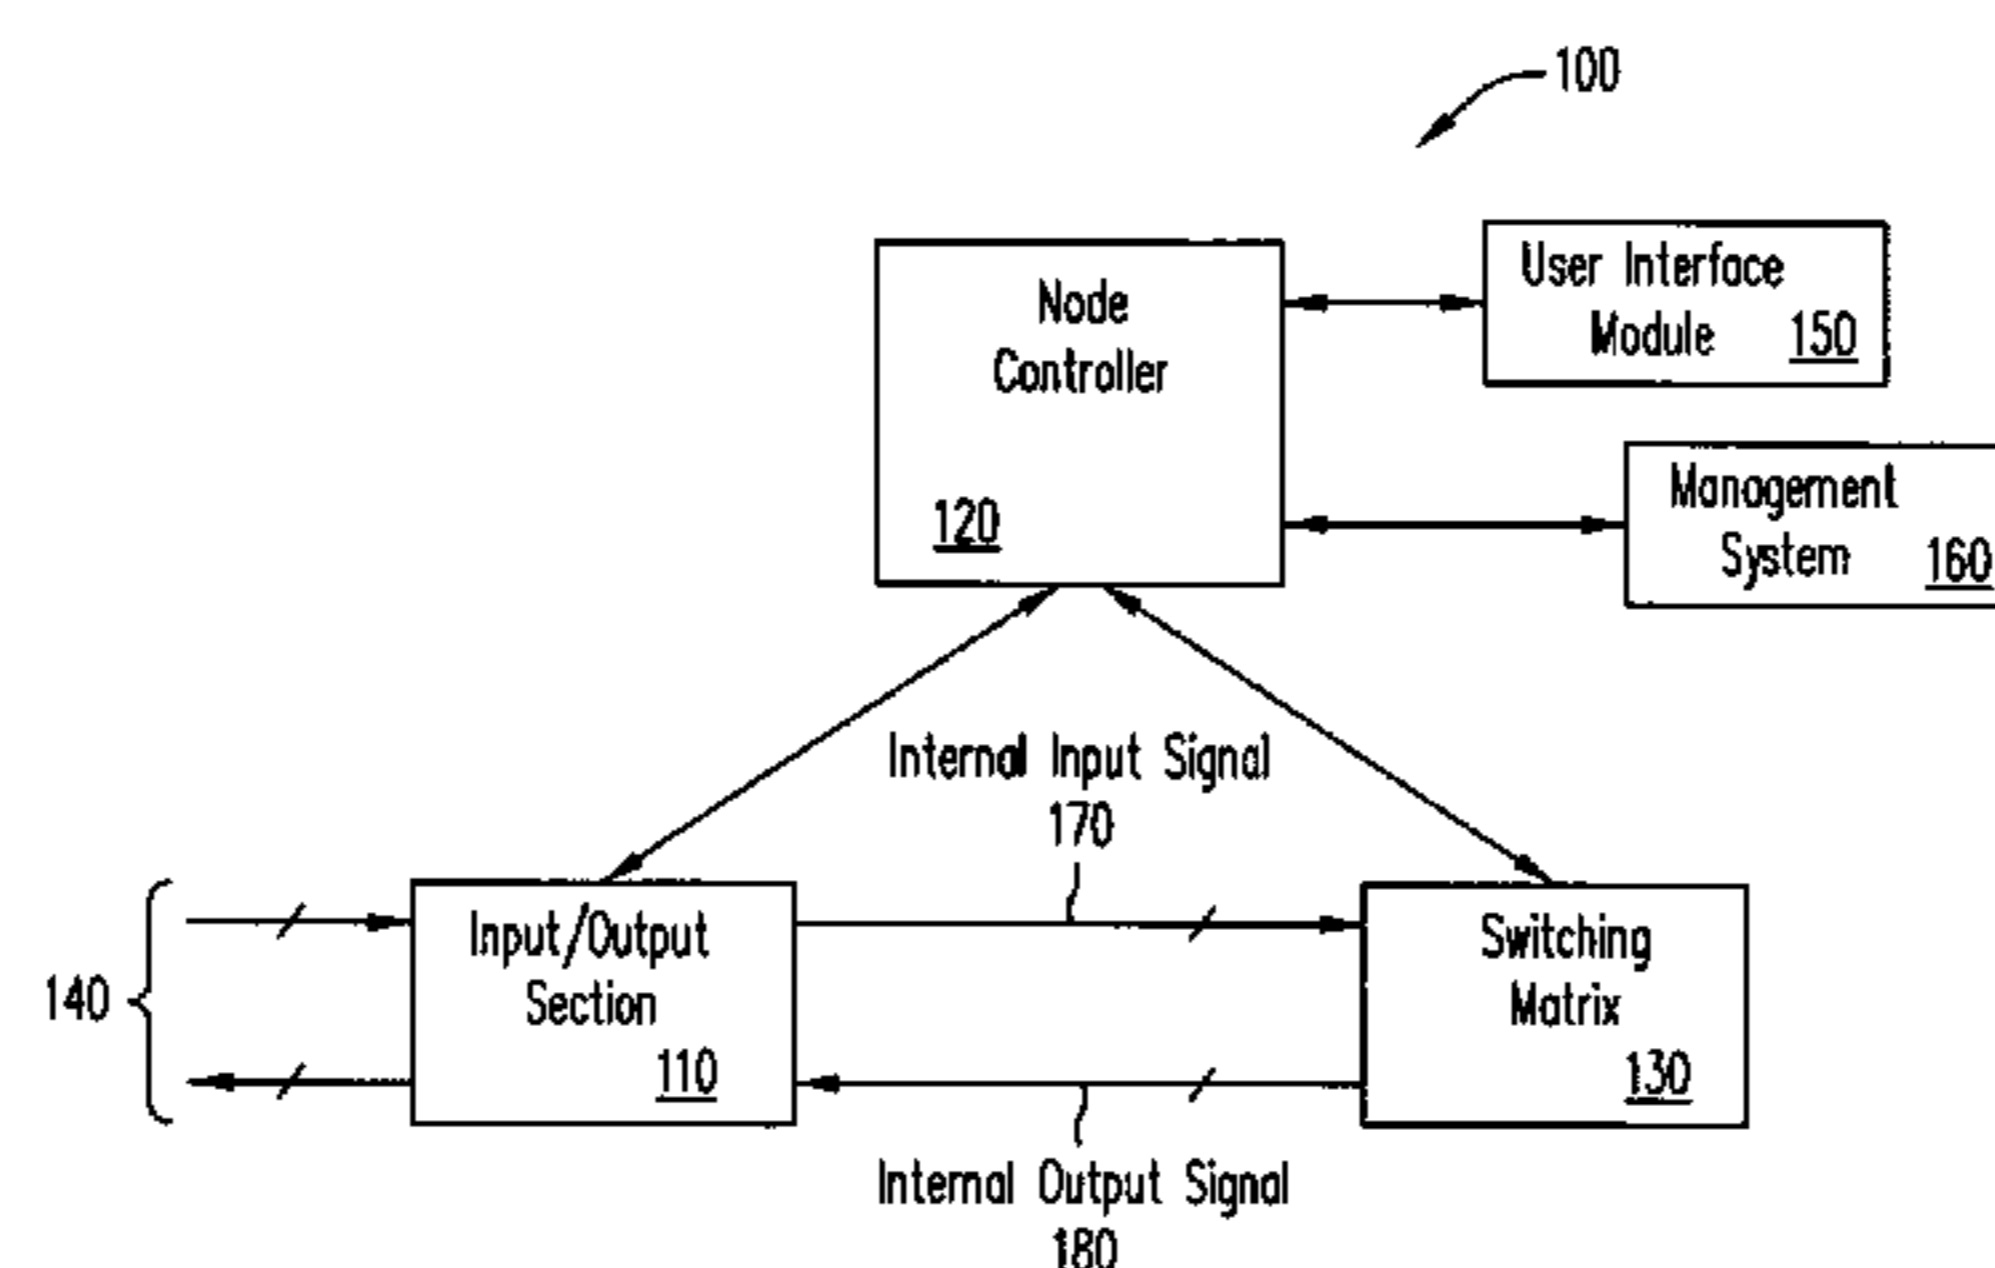 100
User Interface
Module 150
Node
Controller
120
Management
System 160
Internal Input Signal
170
140
Input/Output
Section
110
Switching
Matrix
130
Internal Output Signal
180